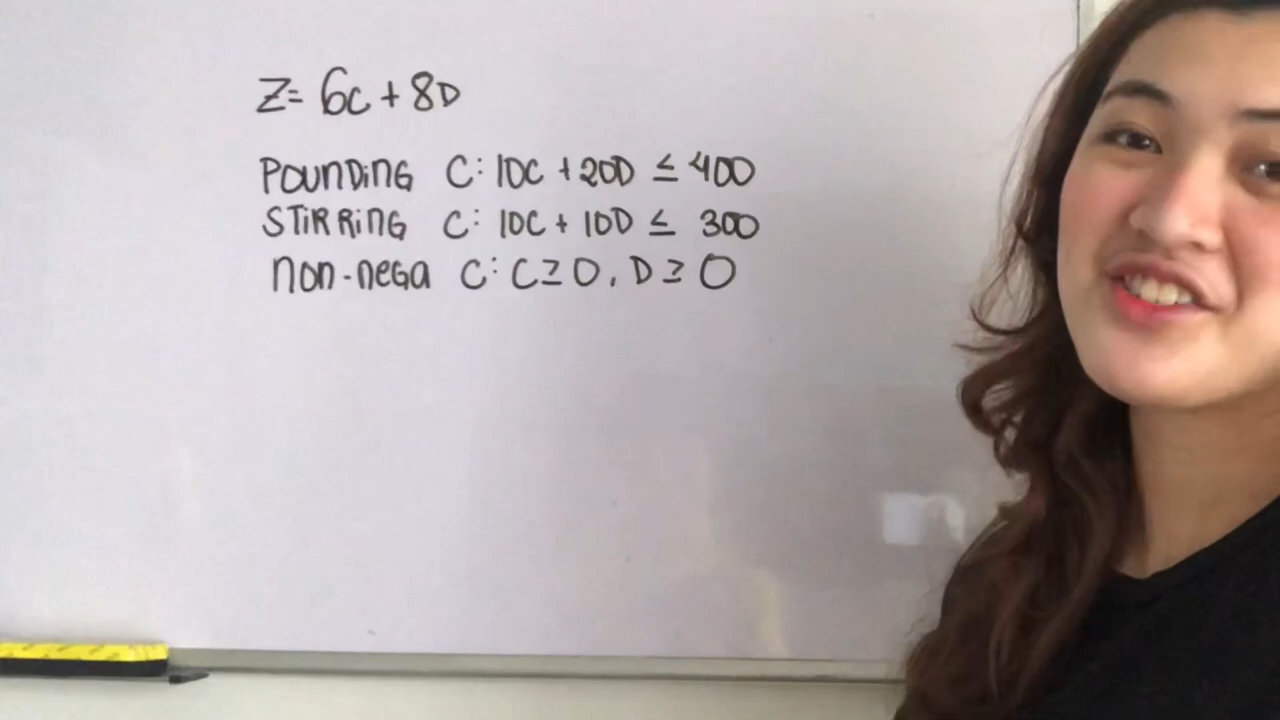 Z= 6C + 8D
POUNDING C: 10C + 20D ≤ 400
STIRRING C: 10C + 10D ≤ 300
NON-NEGA C: C ≥ 0, D ≥ 0